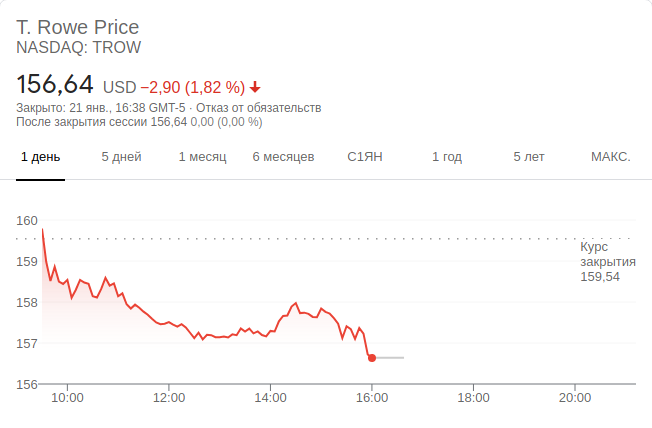 T. Rowe Price
NASDAQ: TROW
156,64 USD −2,90 (1,82 %)
Закрыто: 21 янв., 16:38 GMT-5 · Отказ от обязательств
После закрытия сессии 156,64 0,00 (0,00 %)
1 день 5 дней 1 месяц 6 месяцев С1ЯН 1 год 5 лет МАКС.
160
Курс
закрытия
159,54
159
158
157
156
10:00 12:00 14:00 16:00 18:00 20:00